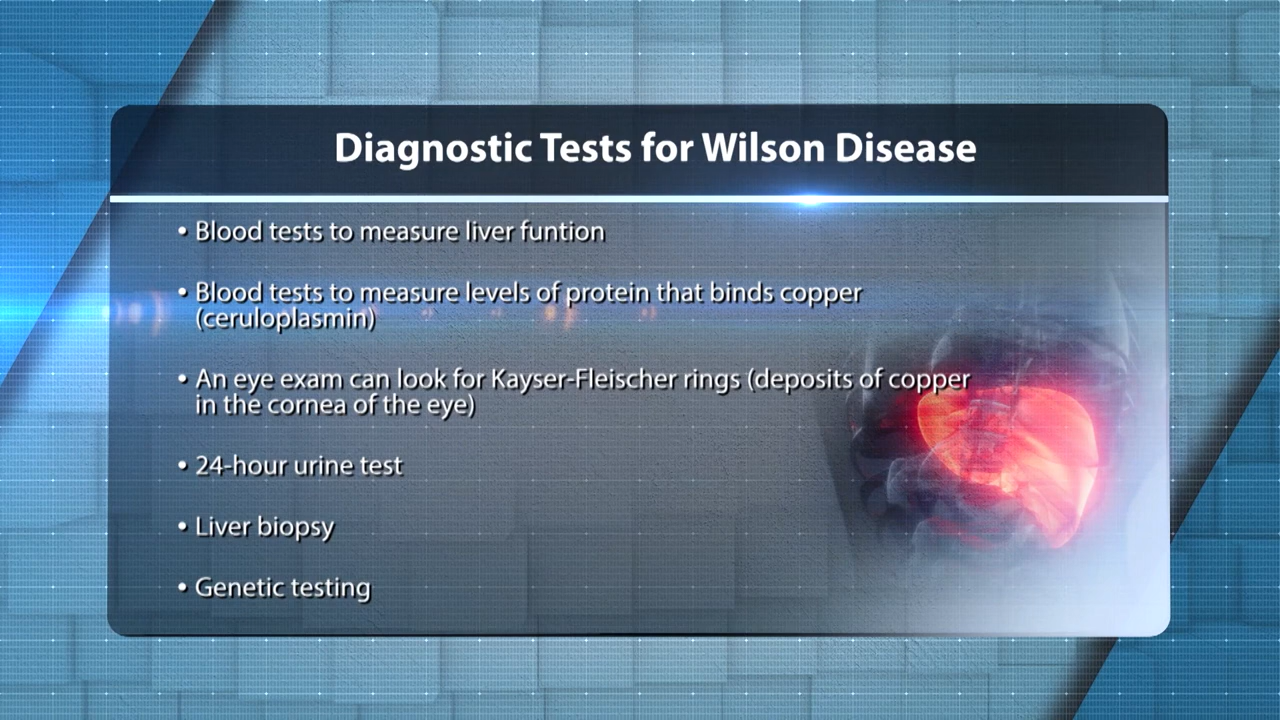 Diagnostic Tests for Wilson Disease
• Blood tests to measure liver funtion
• Blood tests to measure levels of protein that binds copper
(ceruloplasmin)
• An eye exam can look for Kayser-Fleischer rings (deposits of copper
in the cornea of the eye)
• 24-hour urine test
• Liver biopsy
• Genetic testing